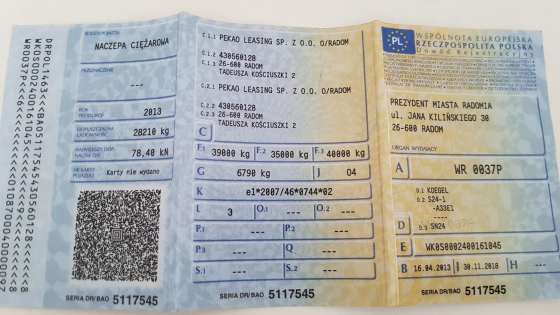 RODZAJ POJAZDU
NACZEPA CIĘŻAROWA
PRZEZNACZENIE
---
ROK PRODUKCJI
2013
DOPUSZCZALNA ŁADOWNOŚĆ
28210 kg
NAJWIĘKSZY DOP. NACISK OSI
78,40 kN
NR KARTY POJAZDU
Karty nie wydano
SERIA DR/BAO 5117545
C.1.1 PEKAO LEASING SP. Z O.O. O/RADOM
C.1.2 430560128
C.1.3 26-600 RADOM
TADEUSZA KOŚCIUSZKI 2
C.2.1 PEKAO LEASING SP. Z O.O. O/RADOM
C.2.2 430560128
C.2.3 26-600 RADOM
TADEUSZA KOŚCIUSZKI 2
C
F.1 39000 kg F.2 35000 kg F.3 40000 kg
G 6790 kg J 04
K e1*2007/46*0744*02
L 3 O.1 --- O.2 ---
P.1 --- P.2 ---
P.3 --- Q ---
S.1 --- S.2 ---
SERIA DR/BAO 5117545
PL
WSPÓLNOTA EUROPEJSKA
RZECZPOSPOLITA POLSKA
Dowód Rejestracyjny
PREZYDENT MIASTA RADOMIA
ul. JANA KILIŃSKIEGO 30
26-600 RADOM
ORGAN WYDAJĄCY
A WR 0037P
D.1 KOEGEL
D.2 S24-1
-A33E1
----
D D.3 SN24
E WK0S0002400161045
B 16.04.2013 I 30.11.2018 H ---
SERIA DR/BAO 5117545